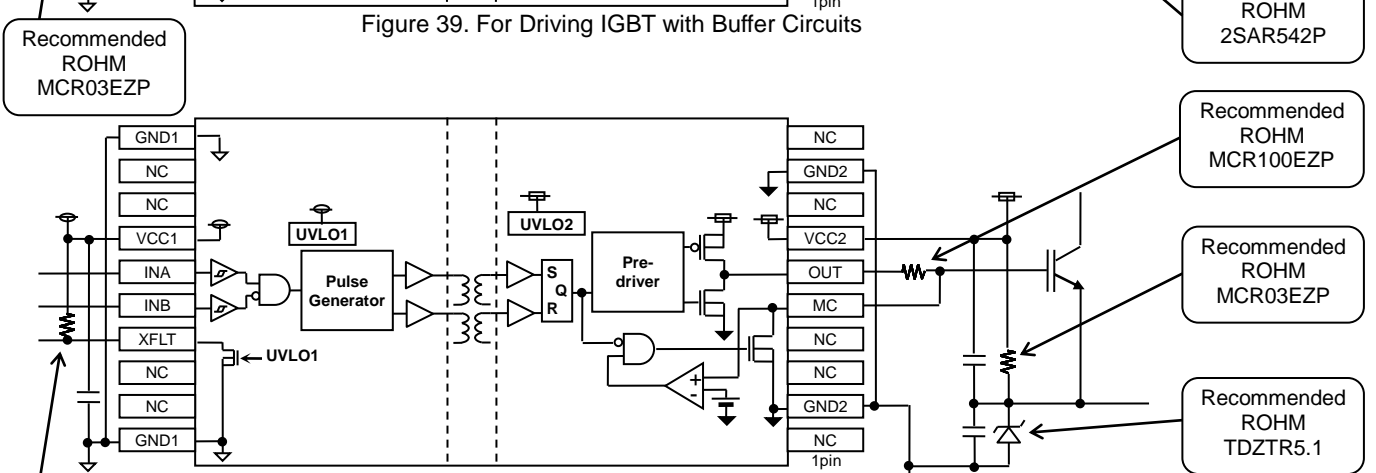 1pin
Figure 39. For Driving IGBT with Buffer Circuits
Recommended
ROHM
MCR03EZP
ROHM
2SAR542P
Recommended
ROHM
MCR100EZP
Recommended
ROHM
MCR03EZP
Recommended
ROHM
TDZTR5.1
GND1
NC
NC
VCC1
INA
INB
XFLT
NC
NC
GND1
UVLO1
Pulse
Generator
UVLO1
UVLO2
S
Q
R
Pre-
driver
+
-
NC
GND2
NC
VCC2
OUT
MC
NC
NC
GND2
NC
1pin